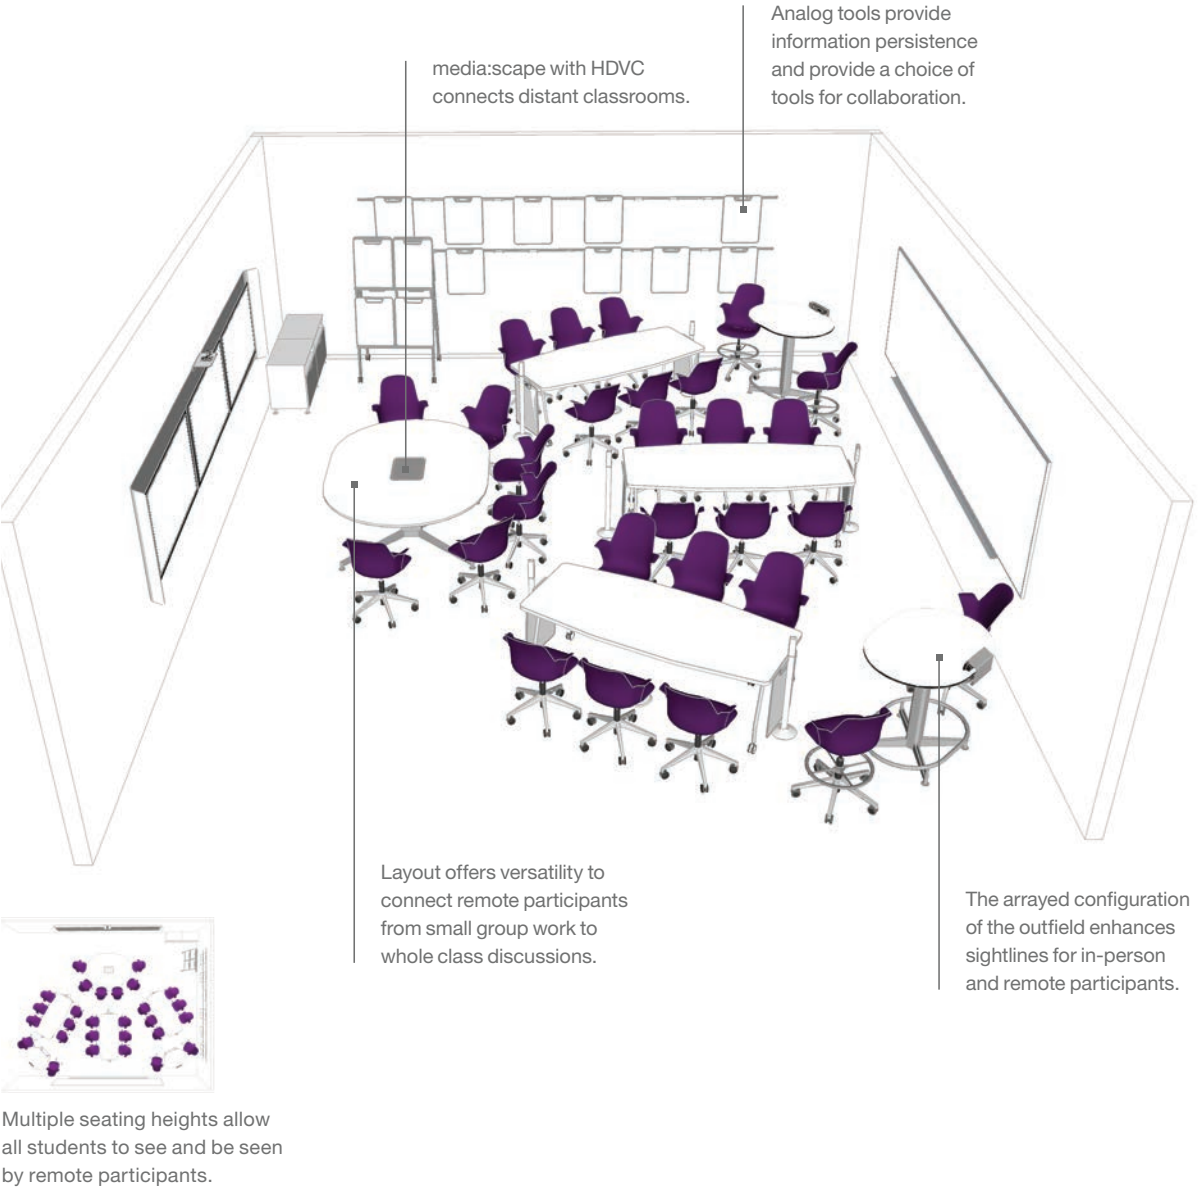 Analog tools provide
information persistence
and provide a choice of
tools for collaboration.
media:scape with HDVC
connects distant classrooms.
Layout offers versatility to
connect remote participants
from small group work to
whole class discussions.
The arrayed configuration
of the outfield enhances
sightlines for in-person
and remote participants.
Multiple seating heights allow
all students to see and be seen
by remote participants.